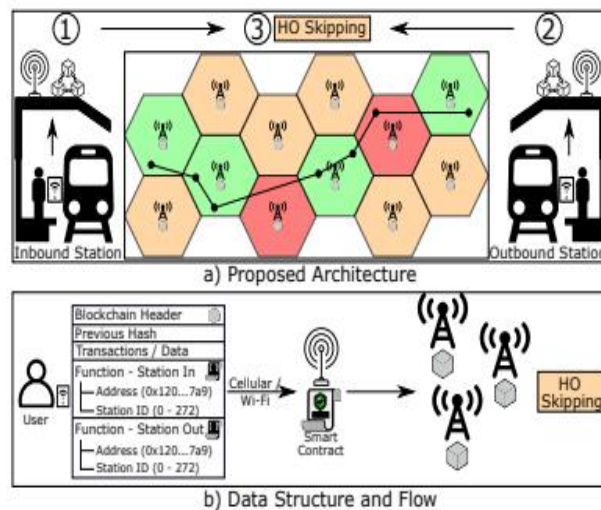 1 3 HO Skipping 2
Inbound Station
Outbound Station
a) Proposed Architecture
Blockchain Header
Previous Hash
Transactions / Data
Function - Station In
Address (0x120...7a9)
Station ID (0 - 272)
Function - Station Out
Address (0x120...7a9)
Station ID (0 - 272)
User
Cellular /
Wi-Fi
Smart
Contract
HO
Skipping
b) Data Structure and Flow